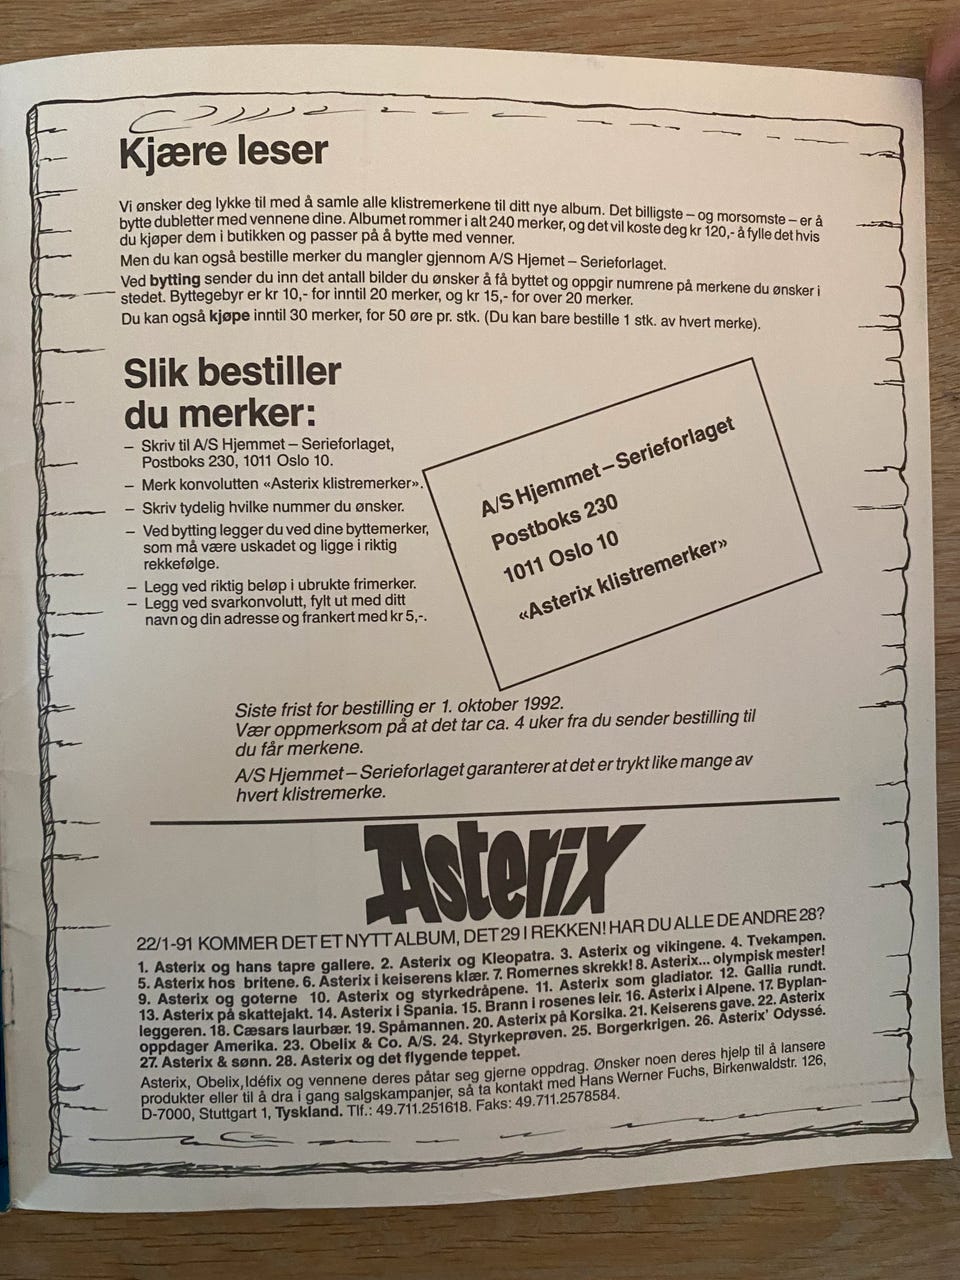 Kjære leser
Vi ønsker deg lykke til med å samle alle klistremerkene til ditt nye album. Det billigste – og morsomste – er å
bytte dubletter med vennene dine. Albumet rommer i alt 240 merker, og det vil koste deg kr 120,- å fylle det hvis
du kjøper dem i butikken og passer på å bytte med venner.
Men du kan også bestille merker du mangler gjennom A/S Hjemet – Serieforlaget.
Ved bytting sender du inn det antall bilder du ønsker å få byttet og oppgir numrene på merkene du ønsker i
stedet. Byttegebyr er kr 10,- for inntil 20 merker, og kr 15,- for over 20 merker.
Du kan også kjøpe inntil 30 merker, for 50 øre pr. stk. (Du kan bare bestille 1 stk. av hvert merke).
Slik bestiller
du merker:
– Skriv til A/S Hjemmet – Serieforlaget,
Postboks 230, 1011 Oslo 10.
– Merk konvolutten «Asterix klistremerker».
– Skriv tydelig hvilke nummer du ønsker.
– Ved bytting legger du ved dine byttemerker,
som må være uskadet og ligge i riktig
rekkefølge.
– Legg ved riktig beløp i ubrukte frimerker.
– Legg ved svarkonvolutt, fylt ut med ditt
navn og din adresse og frankert med kr 5,-.
A/S Hjemmet – Serieforlaget
Postboks 230
1011 Oslo 10
«Asterix klistremerker»
Siste frist for bestilling er 1. oktober 1992.
Vær oppmerksom på at det tar ca. 4 uker fra du sender bestilling til
du får merkene.
A/S Hjemmet – Serieforlaget garanterer at det er trykt like mange av
hvert klistremerke.
Asterix
22/1-91 KOMMER DET ET NYTT ALBUM, DET 29 I REKKEN! HAR DU ALLE DE ANDRE 28?
1. Asterix og hans tapre gallere. 2. Asterix og Kleopatra. 3. Asterix og vikingene. 4. Tvekampen.
5. Asterix hos britene. 6. Asterix i keiserens klær. 7. Romernes skrekk! 8. Asterix... olympisk mester!
9. Asterix og goterne 10. Asterix og styrkedråpene. 11. Asterix som gladiator. 12. Gallia rundt.
13. Asterix på skattejakt. 14. Asterix i Spania. 15. Brann i rosenes leir. 16. Asterix i Alpene. 17. Byplan-
leggeren. 18. Cæsars laurbær. 19. Spåmannen. 20. Asterix på Korsika. 21. Keiserens gave. 22. Asterix
oppdager Amerika. 23. Obelix & Co. A/S. 24. Styrkeprøven. 25. Borgerkrigen. 26. Asterix' Odyssé.
27. Asterix & sønn. 28. Asterix og det flygende teppet.
Asterix, Obelix, Idéfix og vennene deres påtar seg gjerne oppdrag. Ønsker noen deres hjelp til å lansere
produkter eller til å dra i gang salgskampanjer, så ta kontakt med Hans Werner Fuchs, Birkenwaldstr. 126,
D-7000, Stuttgart 1, Tyskland. Tlf.: 49.711.251618. Faks: 49.711.2578584.